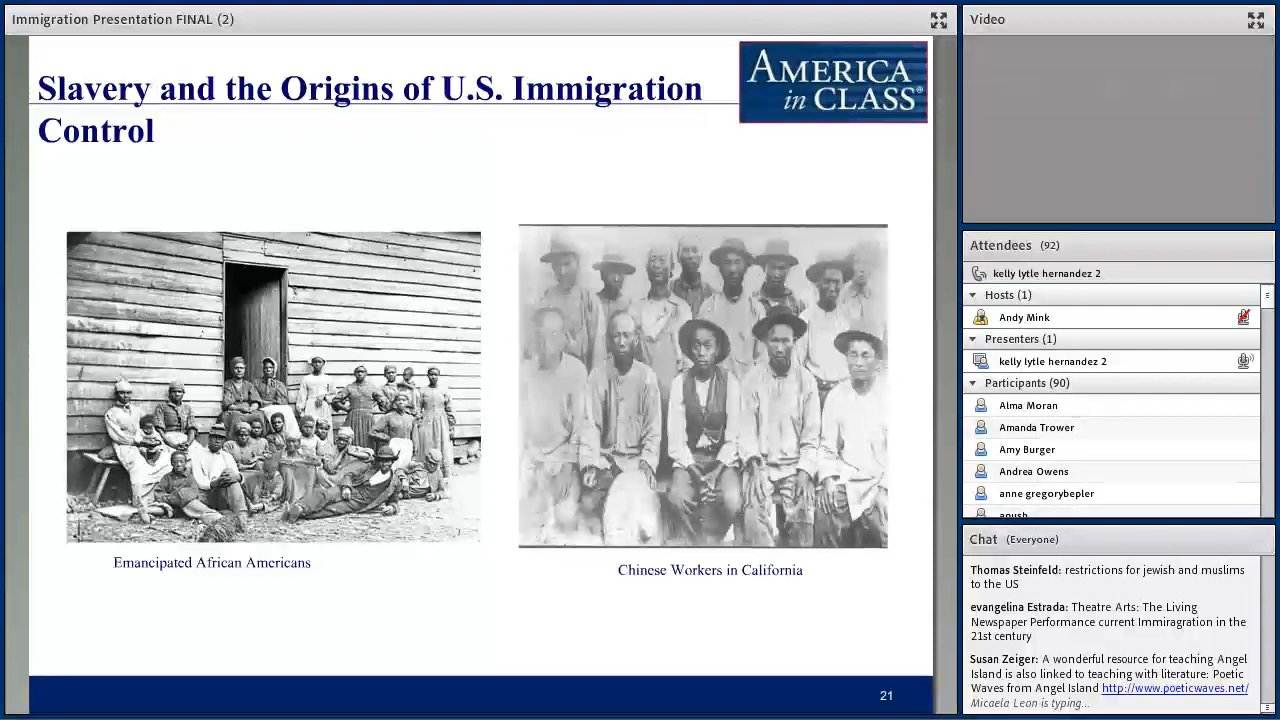 Immigration Presentation FINAL (2)
Slavery and the Origins of U.S. Immigration
Control
AMERICA
in CLASS®
Emancipated African Americans
Chinese Workers in California
21
Video
Attendees (92)
kelly lytle hernandez 2
Hosts (1)
Andy Mink
Presenters (1)
kelly lytle hernandez 2
Participants (90)
Alma Moran
Amanda Trower
Amy Burger
Andrea Owens
anne gregorybepler
apush
Chat (Everyone)
Thomas Steinfeld: restrictions for jewish and muslims
to the US
evangelina Estrada: Theatre Arts: The Living
Newspaper Performance current Immiragration in the
21st century
Susan Zeiger: A wonderful resource for teaching Angel
Island is also linked to teaching with literature: Poetic
Waves from Angel Island http://www.poeticwaves.net/
Micaela Leon is typing...